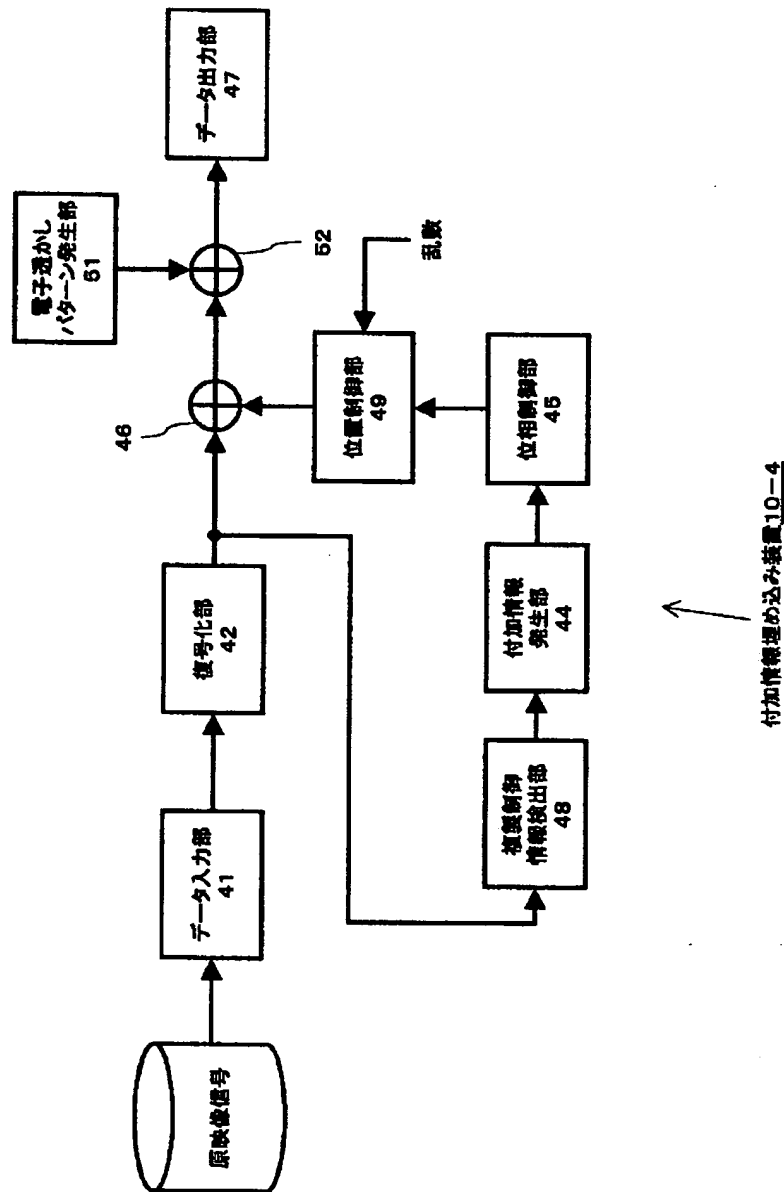 原映像信号
データ入力部
41
復号化部
42
46
電子透かし
パターン発生部
51
52
データ出力部
47
乱数
位置制御部
49
複製制御
情報検出部
48
付加情報
発生部
44
位相制御部
45
付加情報埋め込み装置10-4